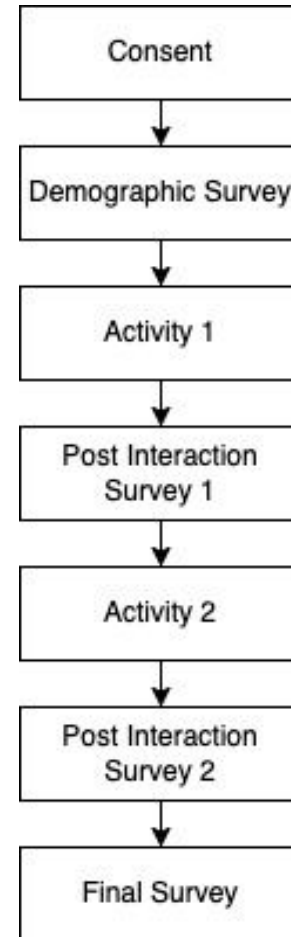 Consent
Demographic Survey
Activity 1
Post Interaction
Survey 1
Activity 2
Post Interaction
Survey 2
Final Survey